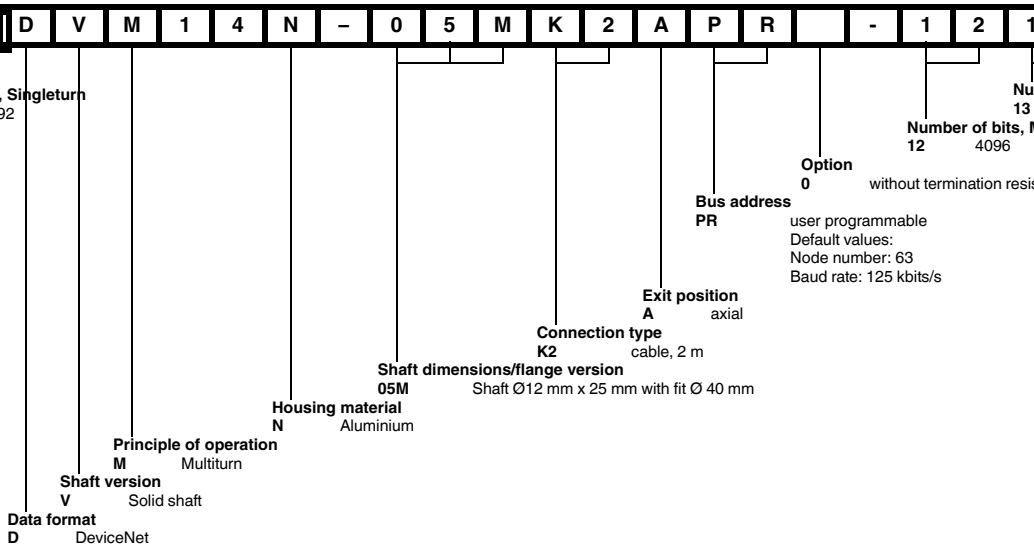 D V M 1 4 N – 0 5 M K 2 A P R - 1 2 1
, Singleturn
92
Nu
13
Number of bits, M
12 4096
Option
0 without termination resis
Bus address
PR user programmable
Default values:
Node number: 63
Baud rate: 125 kbits/s
Exit position
A axial
Connection type
K2 cable, 2 m
Shaft dimensions/flange version
05M Shaft Ø12 mm x 25 mm with fit Ø 40 mm
Housing material
N Aluminium
Principle of operation
M Multiturn
Shaft version
V Solid shaft
Data format
D DeviceNet